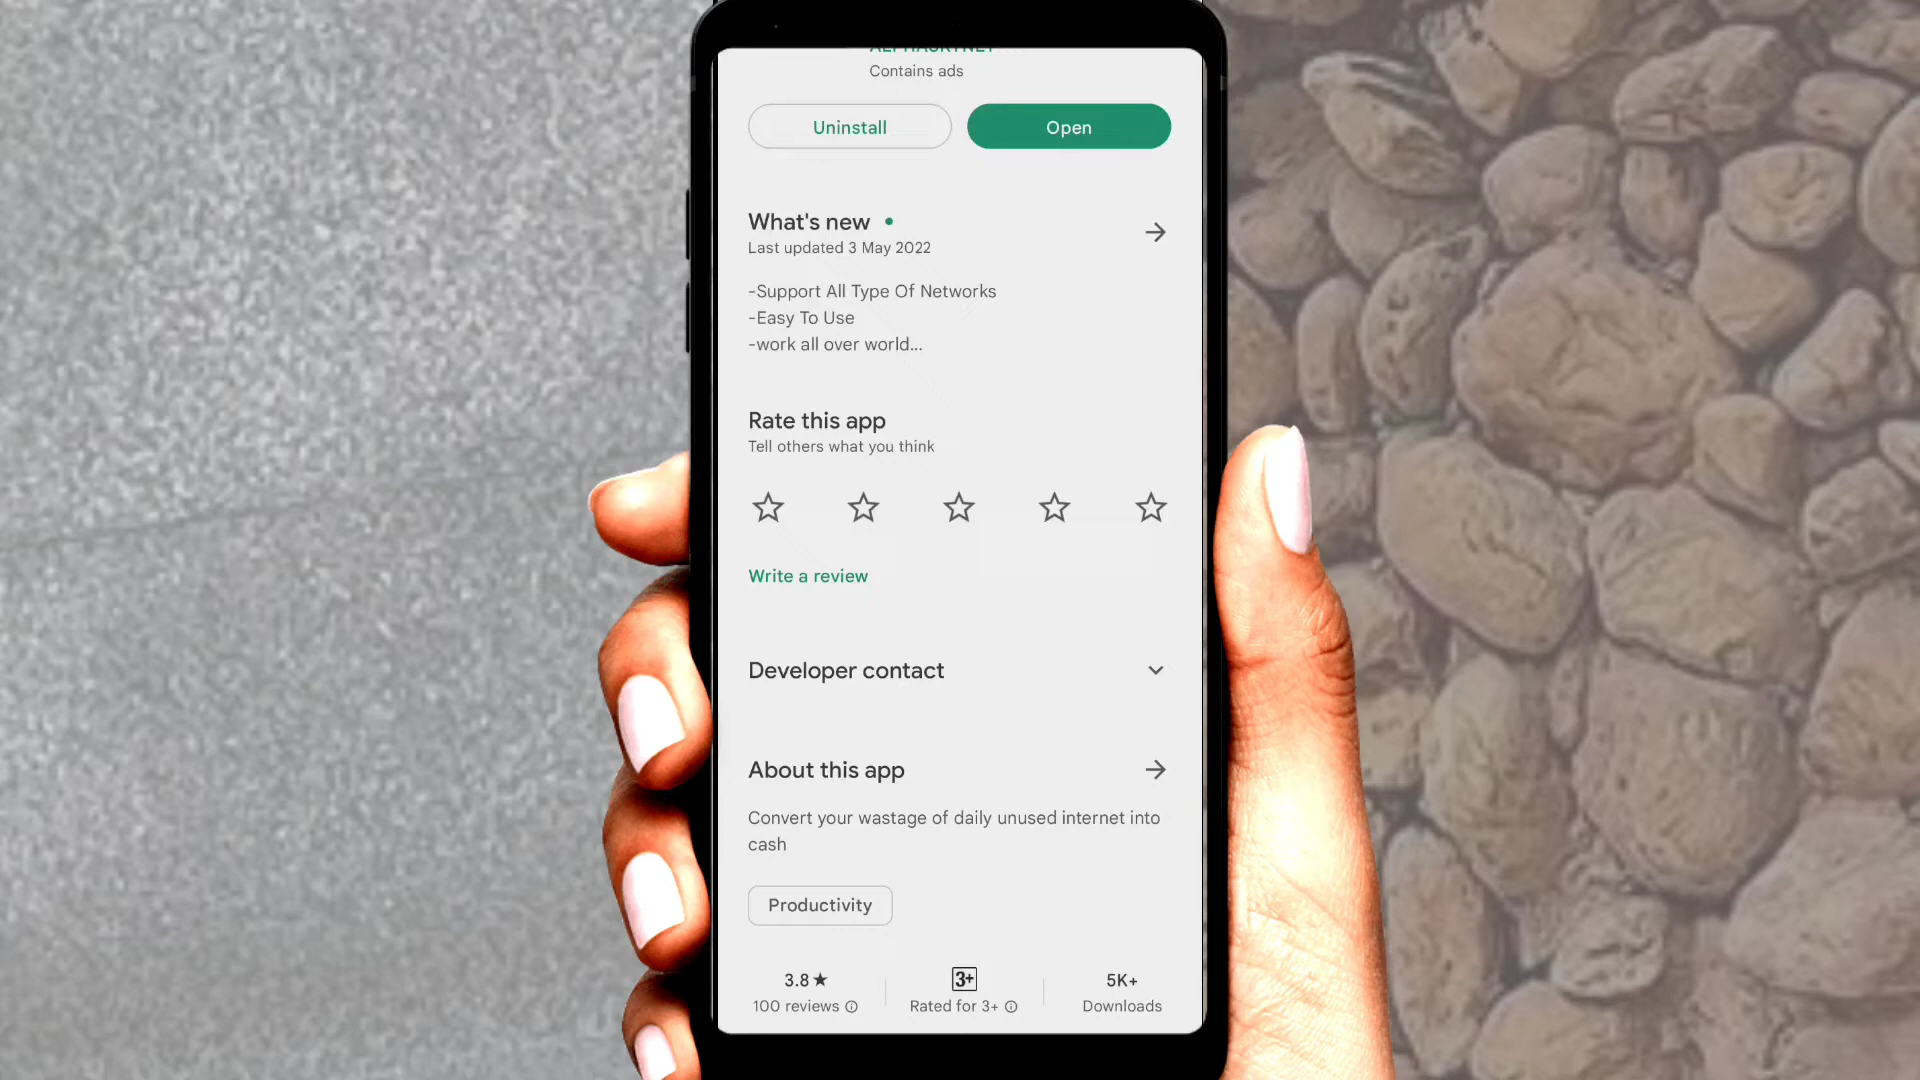 Contains ads
Uninstall
Open
What's new
Last updated 3 May 2022
-Support All Type Of Networks
-Easy To Use
-work all over world...
Rate this app
Tell others what you think
Write a review
Developer contact
About this app
Convert your wastage of daily unused internet into
cash
Productivity
3.8★
100 reviews
3+
Rated for 3+
5K+
Downloads